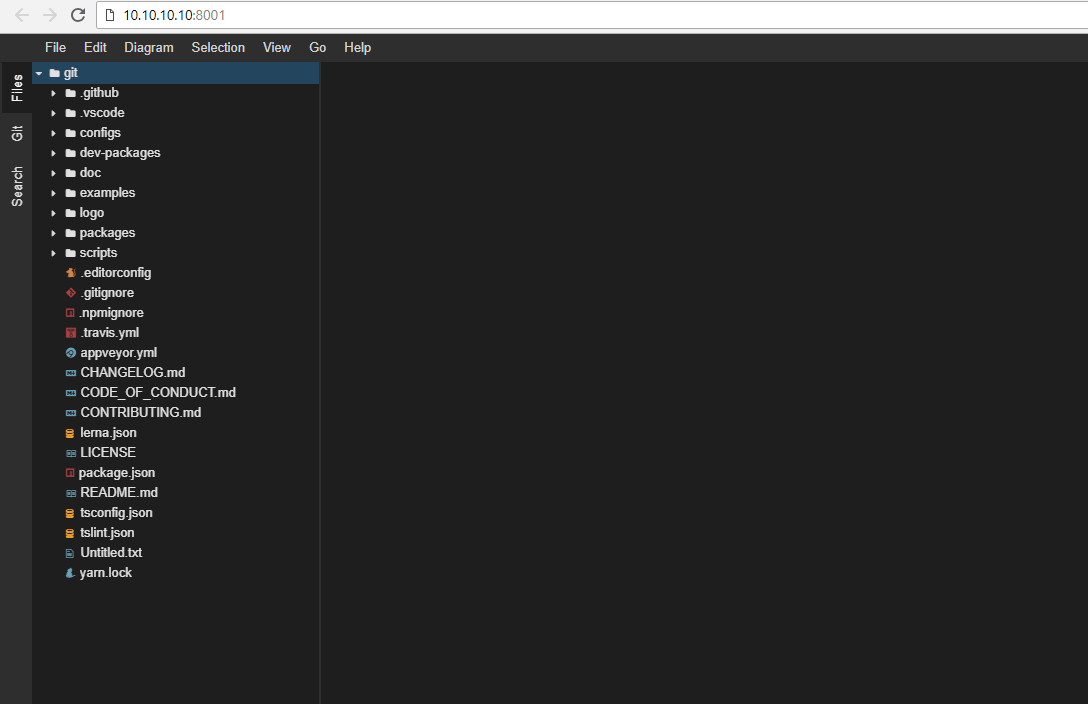 10.10.10.10:8001
File Edit Diagram Selection View Go Help
Files
Git
Search
git
.github
.vscode
configs
dev-packages
doc
examples
logo
packages
scripts
.editorconfig
.gitignore
.npmignore
.travis.yml
appveyor.yml
CHANGELOG.md
CODE_OF_CONDUCT.md
CONTRIBUTING.md
lerna.json
LICENSE
package.json
README.md
tsconfig.json
tslint.json
Untitled.txt
yarn.lock